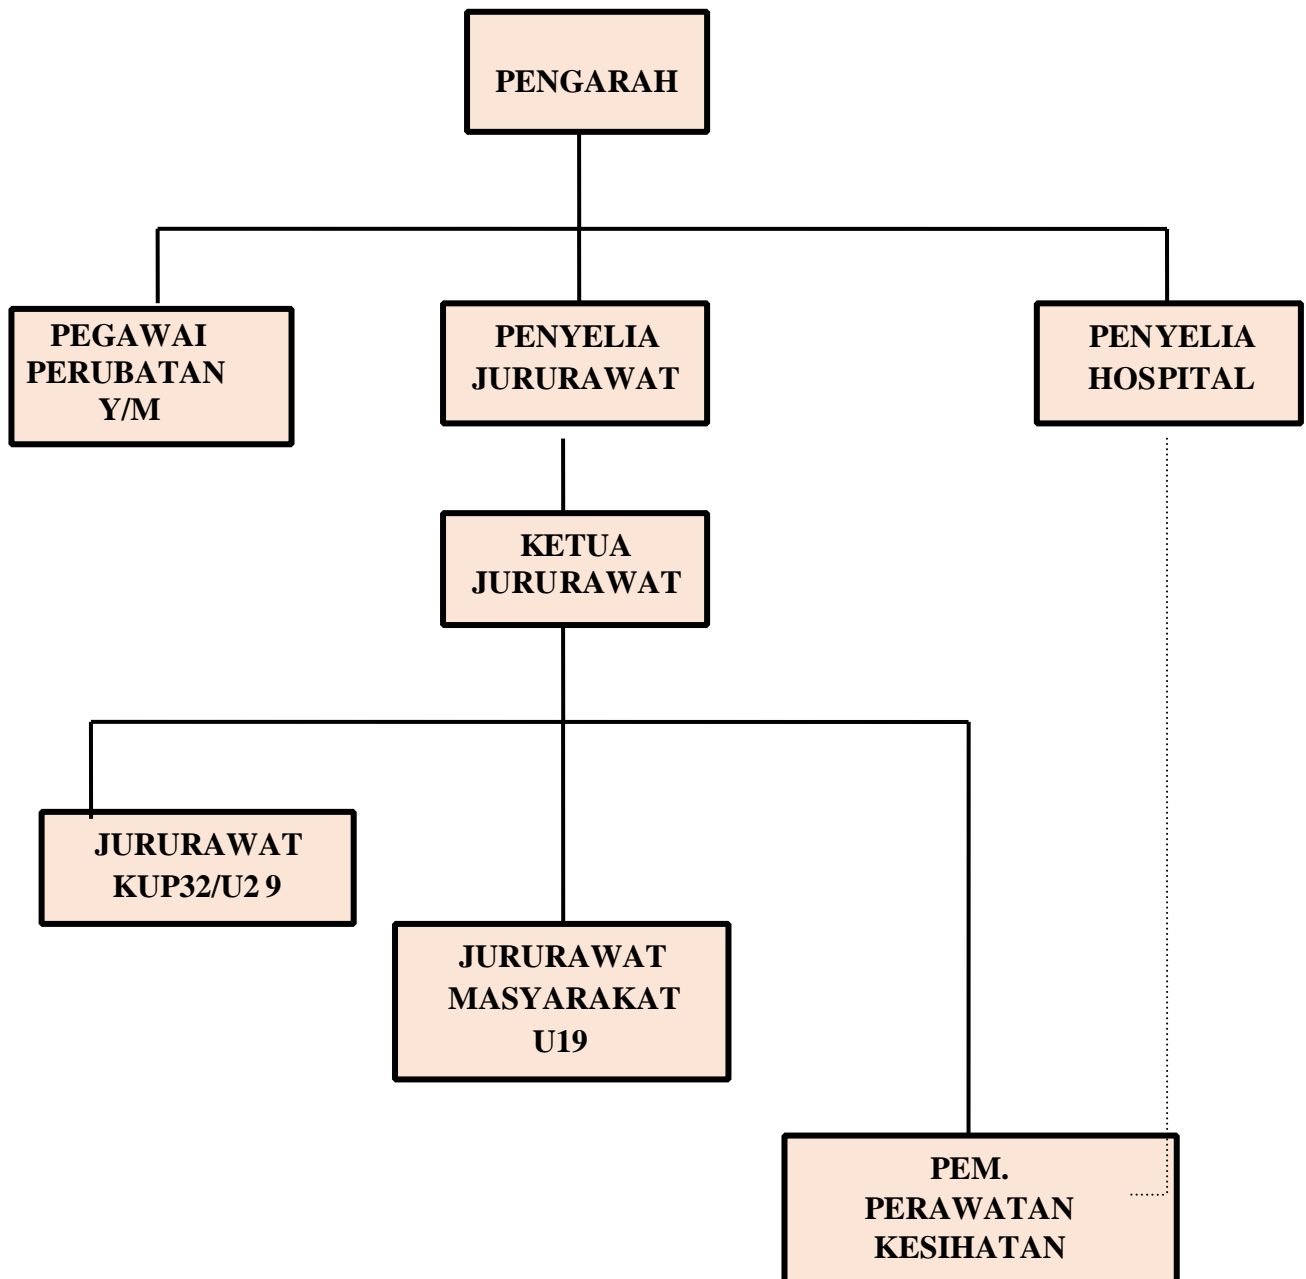 PENGARAH
PEGAWAI
PERUBATAN
Y/M
PENYELIA
JURURAWAT
PENYELIA
HOSPITAL
KETUA
JURURAWAT
JURURAWAT
KUP32/U2 9
JURURAWAT
MASYARAKAT
U19
PEM.
PERAWATAN
KESIHATAN